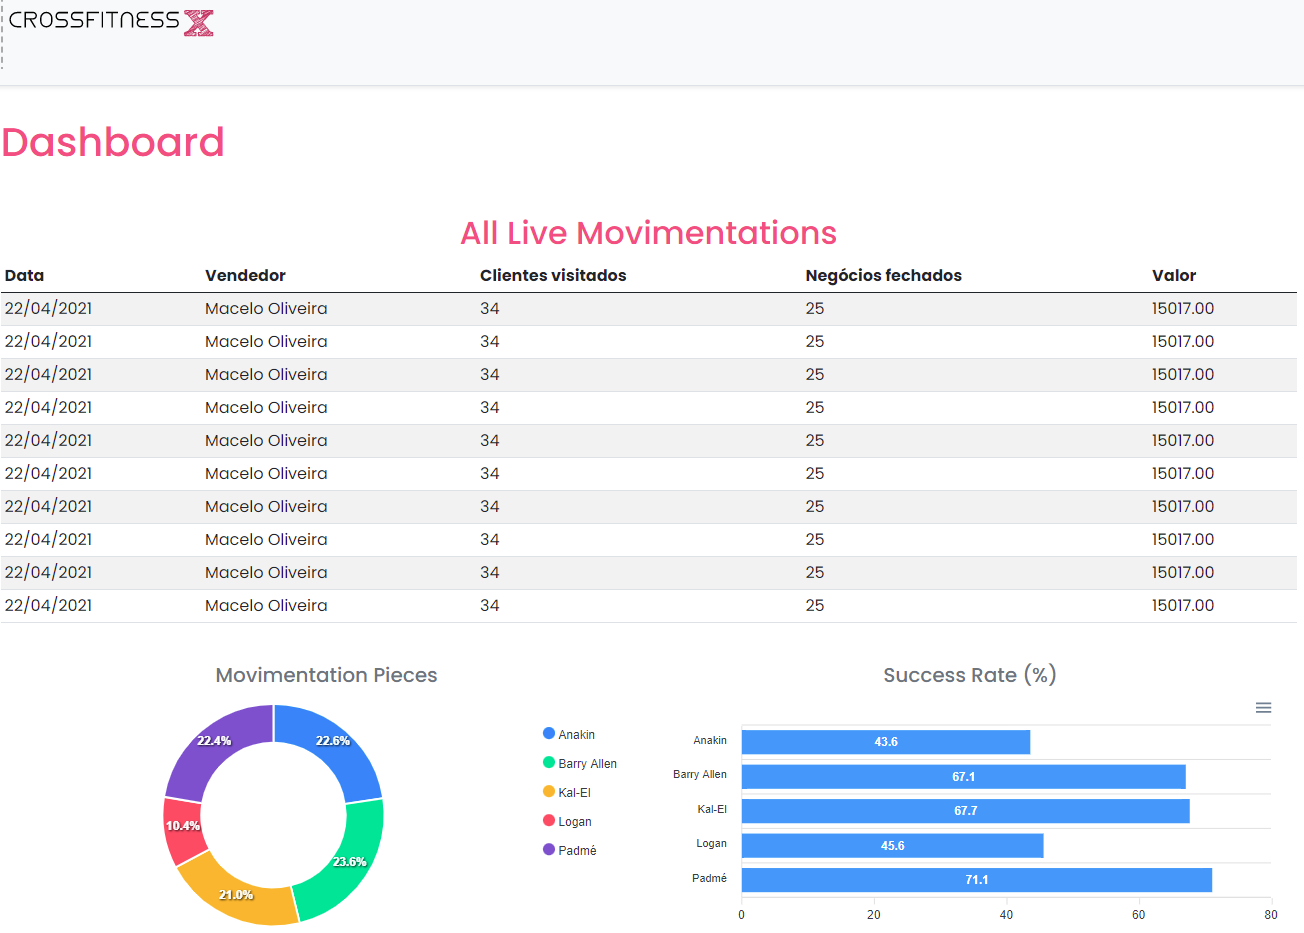 CROSSFITNESS X
Dashboard
All Live Movimentations
Data Vendedor Clientes visitados Negócios fechados Valor
22/04/2021 Macelo Oliveira 34 25 15017.00
22/04/2021 Macelo Oliveira 34 25 15017.00
22/04/2021 Macelo Oliveira 34 25 15017.00
22/04/2021 Macelo Oliveira 34 25 15017.00
22/04/2021 Macelo Oliveira 34 25 15017.00
22/04/2021 Macelo Oliveira 34 25 15017.00
22/04/2021 Macelo Oliveira 34 25 15017.00
22/04/2021 Macelo Oliveira 34 25 15017.00
22/04/2021 Macelo Oliveira 34 25 15017.00
22/04/2021 Macelo Oliveira 34 25 15017.00
Movimentation Pieces
22.4% 22.6%
10.4%
23.6%
21.0%
Anakin
Barry Allen
Kal-El
Logan
Padmé
Success Rate (%)
Anakin 43.6
Barry Allen 67.1
Kal-El 67.7
Logan 45.6
Padmé 71.1
0 20 40 60 80